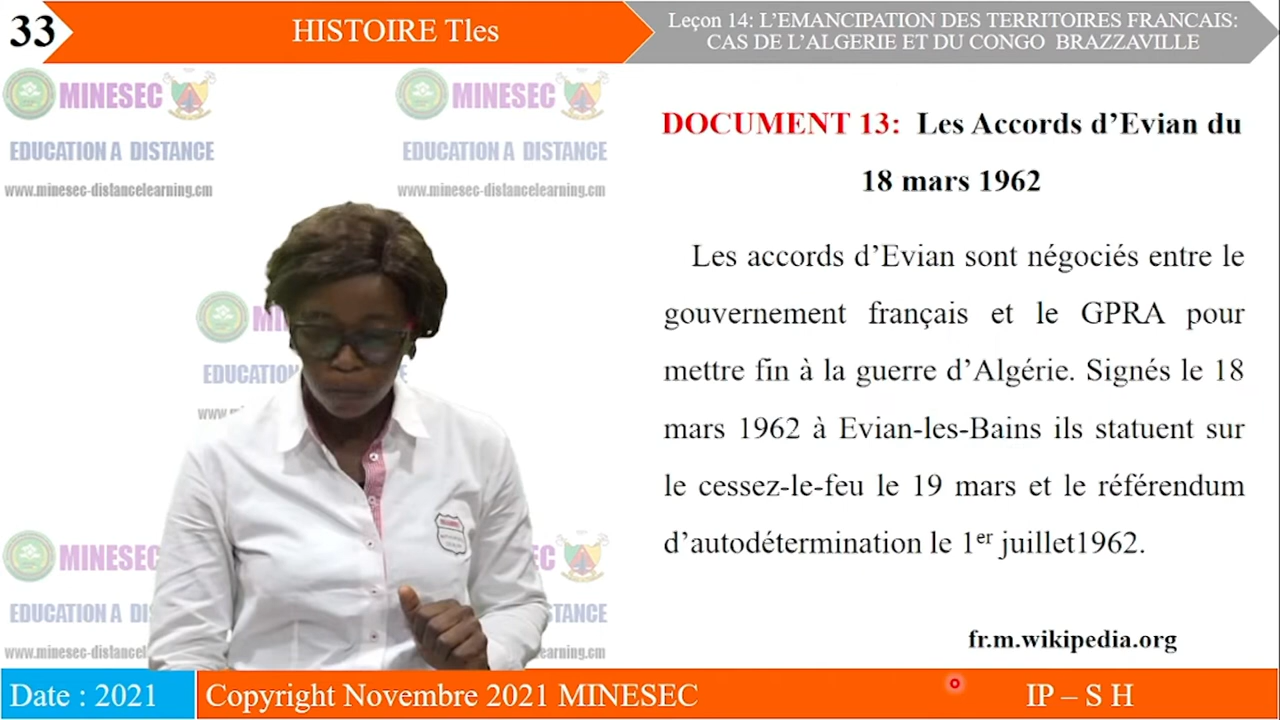 33
HISTOIRE Tles
Leçon 14: L’EMANCIPATION DES TERRITOIRES FRANCAIS:
CAS DE L’ALGERIE ET DU CONGO BRAZZAVILLE
MINESEC
EDUCATION A DISTANCE
www.minesec-distancelearning.cm
MINESEC
EDUCATION A DISTANCE
www.minesec-distancelearning.cm
DOCUMENT 13: Les Accords d’Evian du
18 mars 1962
Les accords d’Evian sont négociés entre le
gouvernement français et le GPRA pour
mettre fin à la guerre d’Algérie. Signés le 18
mars 1962 à Evian-les-Bains ils statuent sur
le cessez-le-feu le 19 mars et le référendum
d’autodétermination le 1er juillet1962.
fr.m.wikipedia.org
Date : 2021
Copyright Novembre 2021 MINESEC
IP – S H